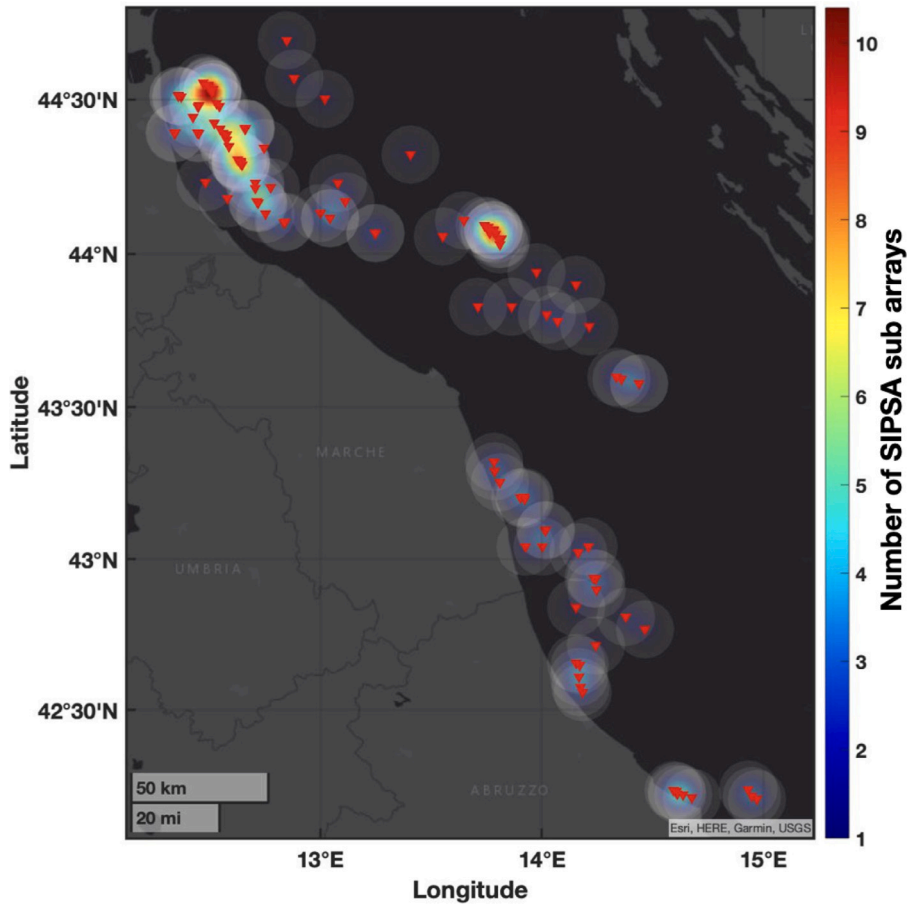 44°30'N
44°N
43°30'N
43°N
42°30'N
Latitude
MARCHE
UMBRIA
ABRUZZO
50 km
20 mi
Esri, HERE, Garmin, USGS
13°E
14°E
15°E
Longitude
10
9
8
7
6
5
4
3
2
1
Number of SIPSA sub arrays